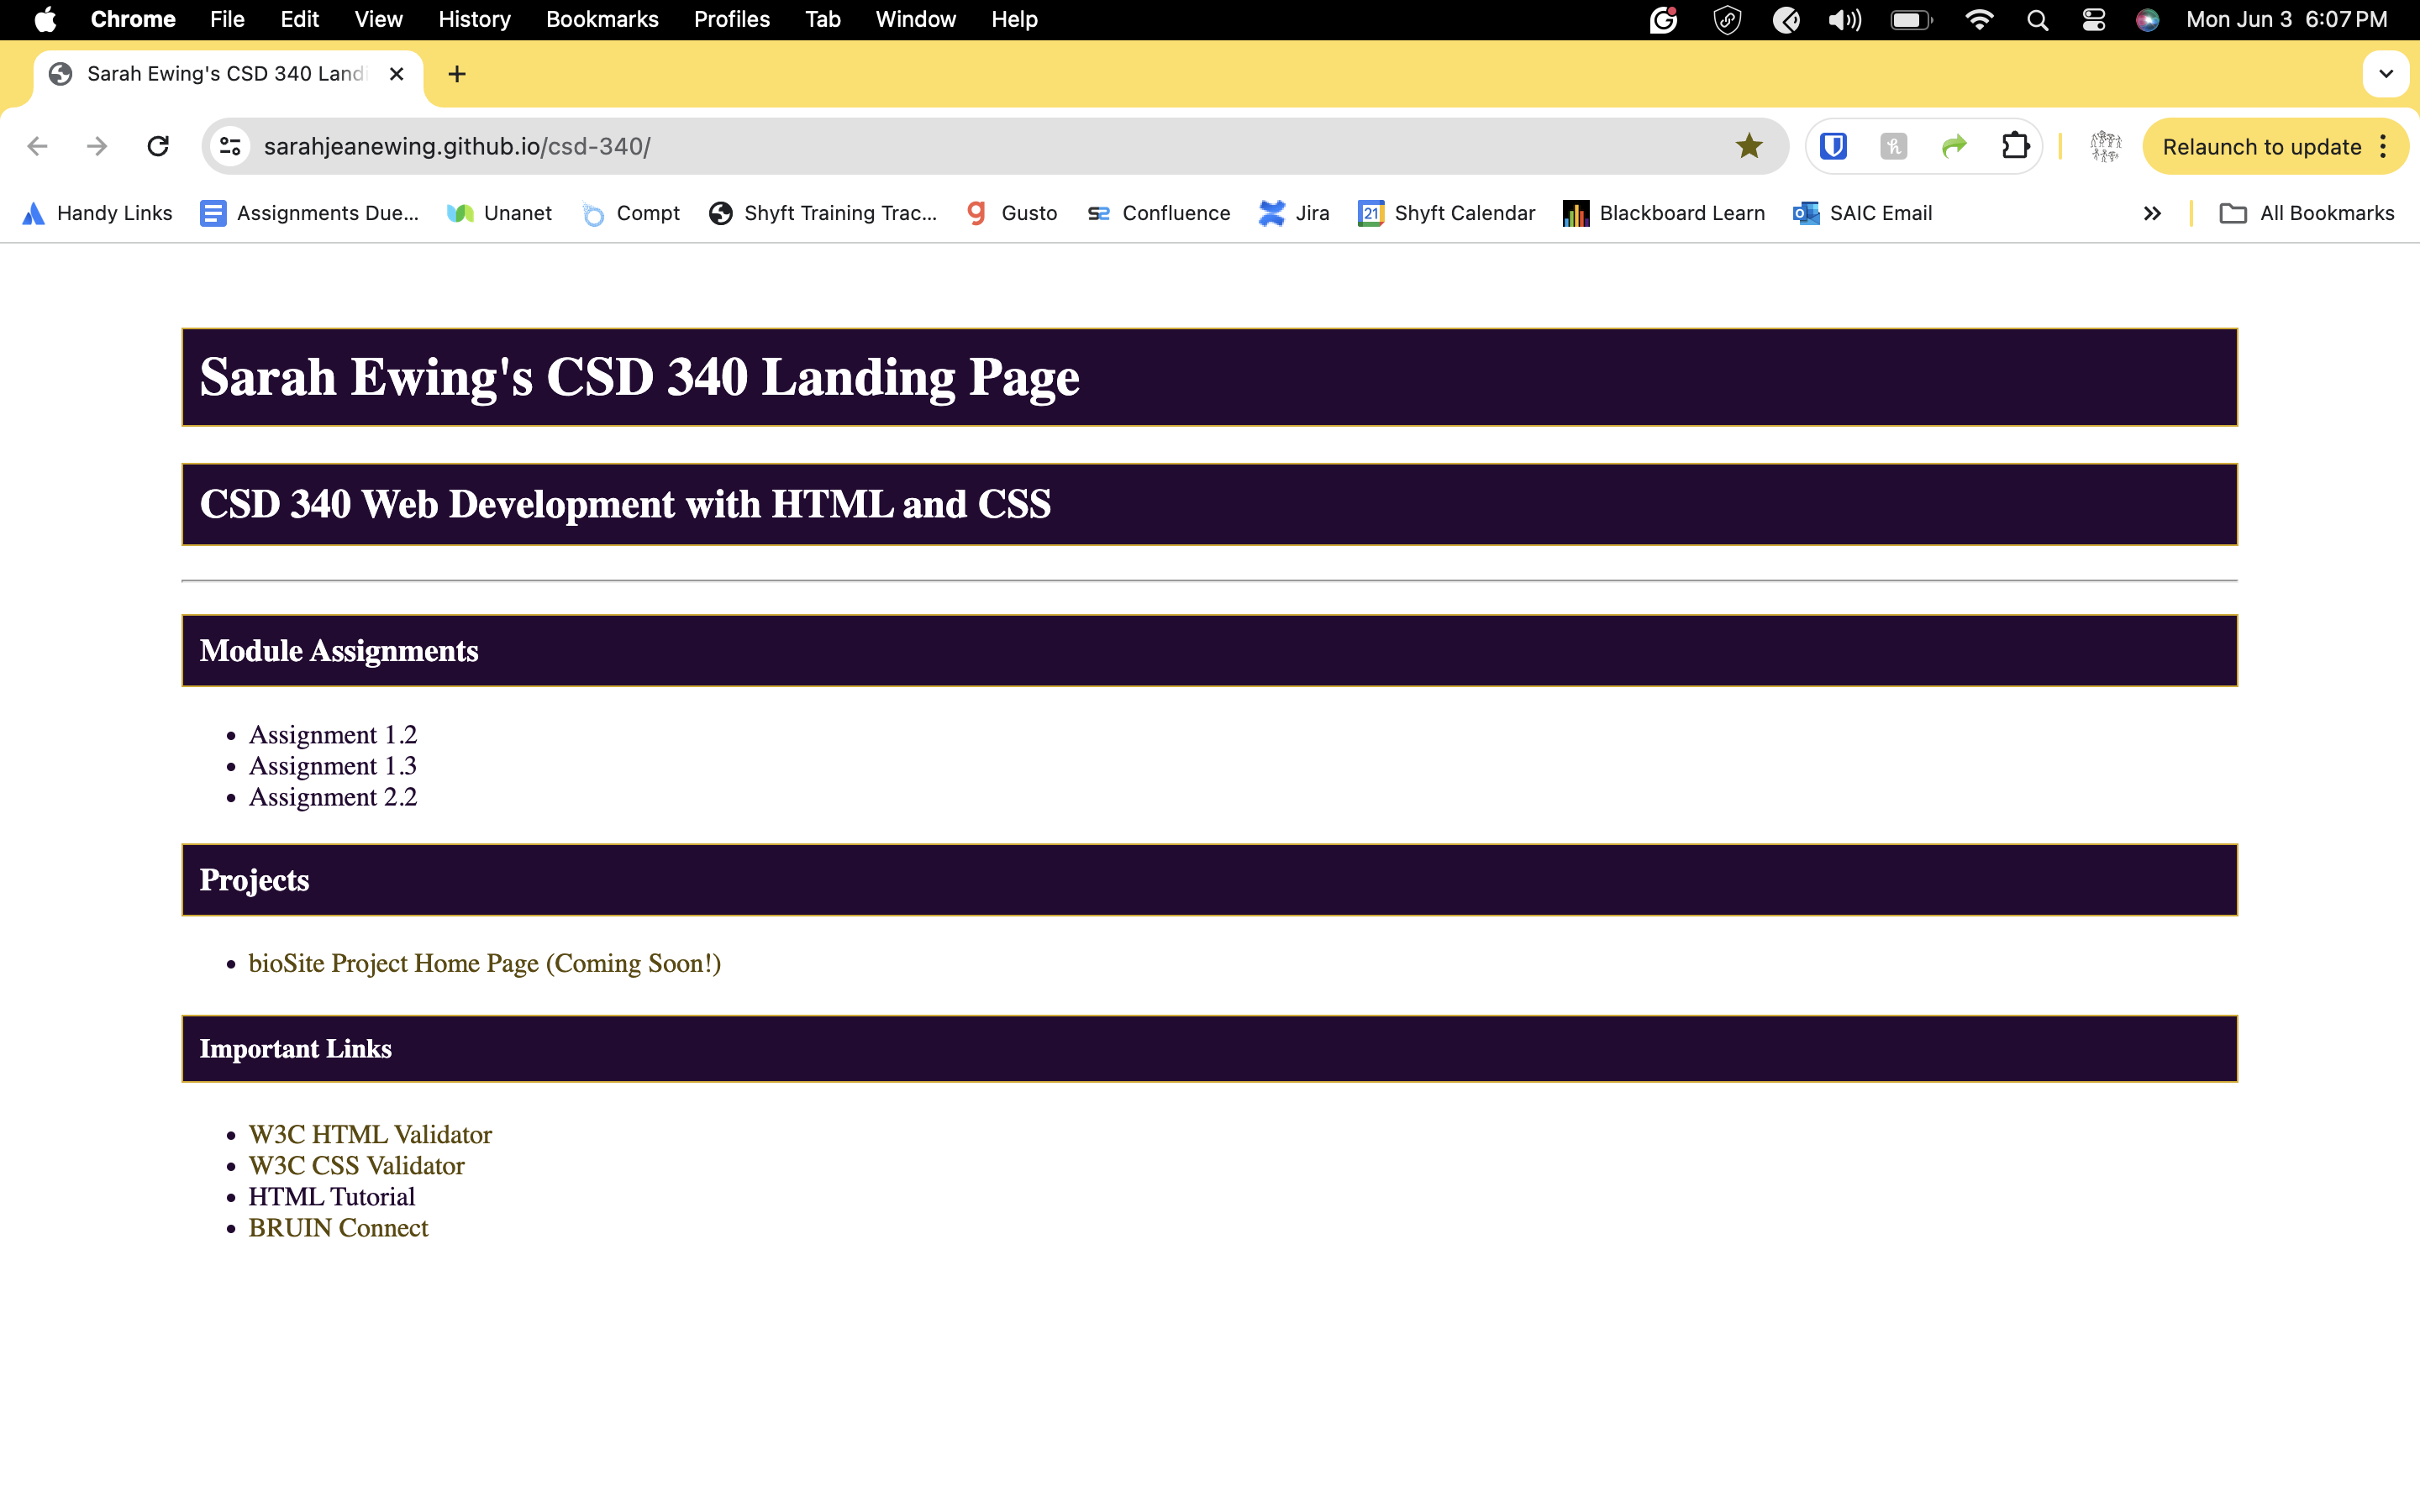 Chrome File Edit View History Bookmarks Profiles Tab Window Help Mon Jun 3 6:07 PM
Sarah Ewing's CSD 340 Landi
sarahjeanewing.github.io/csd-340/ Relaunch to update
Handy Links Assignments Due... Unanet Compt Shyft Training Trac... Gusto Confluence Jira Shyft Calendar Blackboard Learn SAIC Email All Bookmarks
Sarah Ewing's CSD 340 Landing Page
CSD 340 Web Development with HTML and CSS
Module Assignments
• Assignment 1.2
• Assignment 1.3
• Assignment 2.2
Projects
• bioSite Project Home Page (Coming Soon!)
Important Links
• W3C HTML Validator
• W3C CSS Validator
• HTML Tutorial
• BRUIN Connect